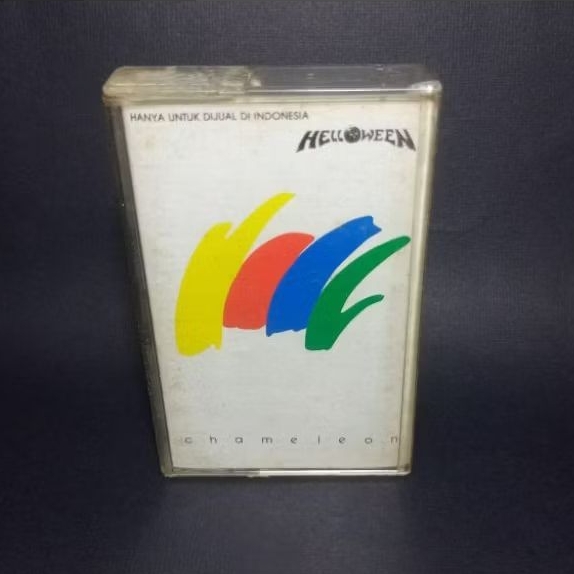 HANYA UNTUK DIJUAL DI INDONESIA
HELLOWEEN
chameleon